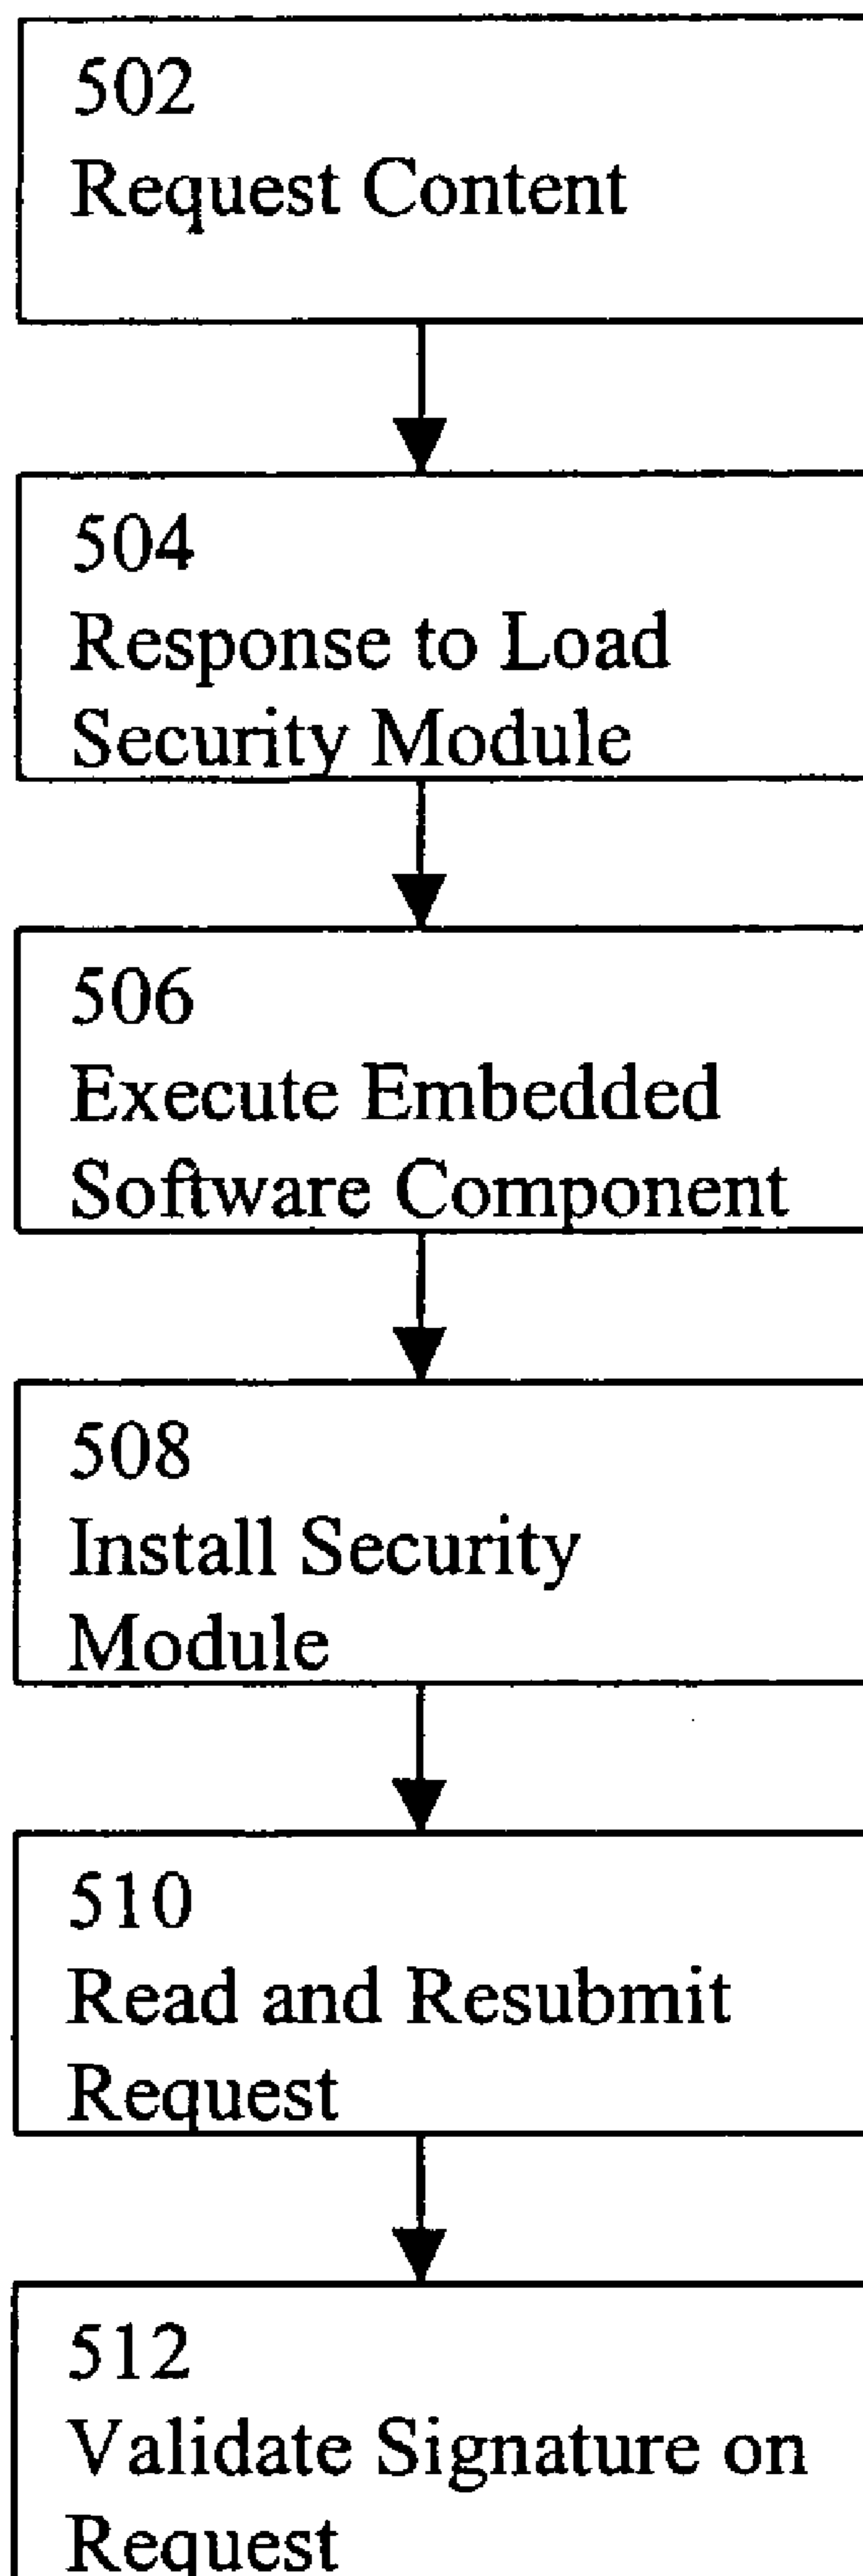 502
Request Content
504
Response to Load
Security Module
506
Execute Embedded
Software Component
508
Install Security
Module
510
Read and Resubmit
Request
512
Validate Signature on
Request